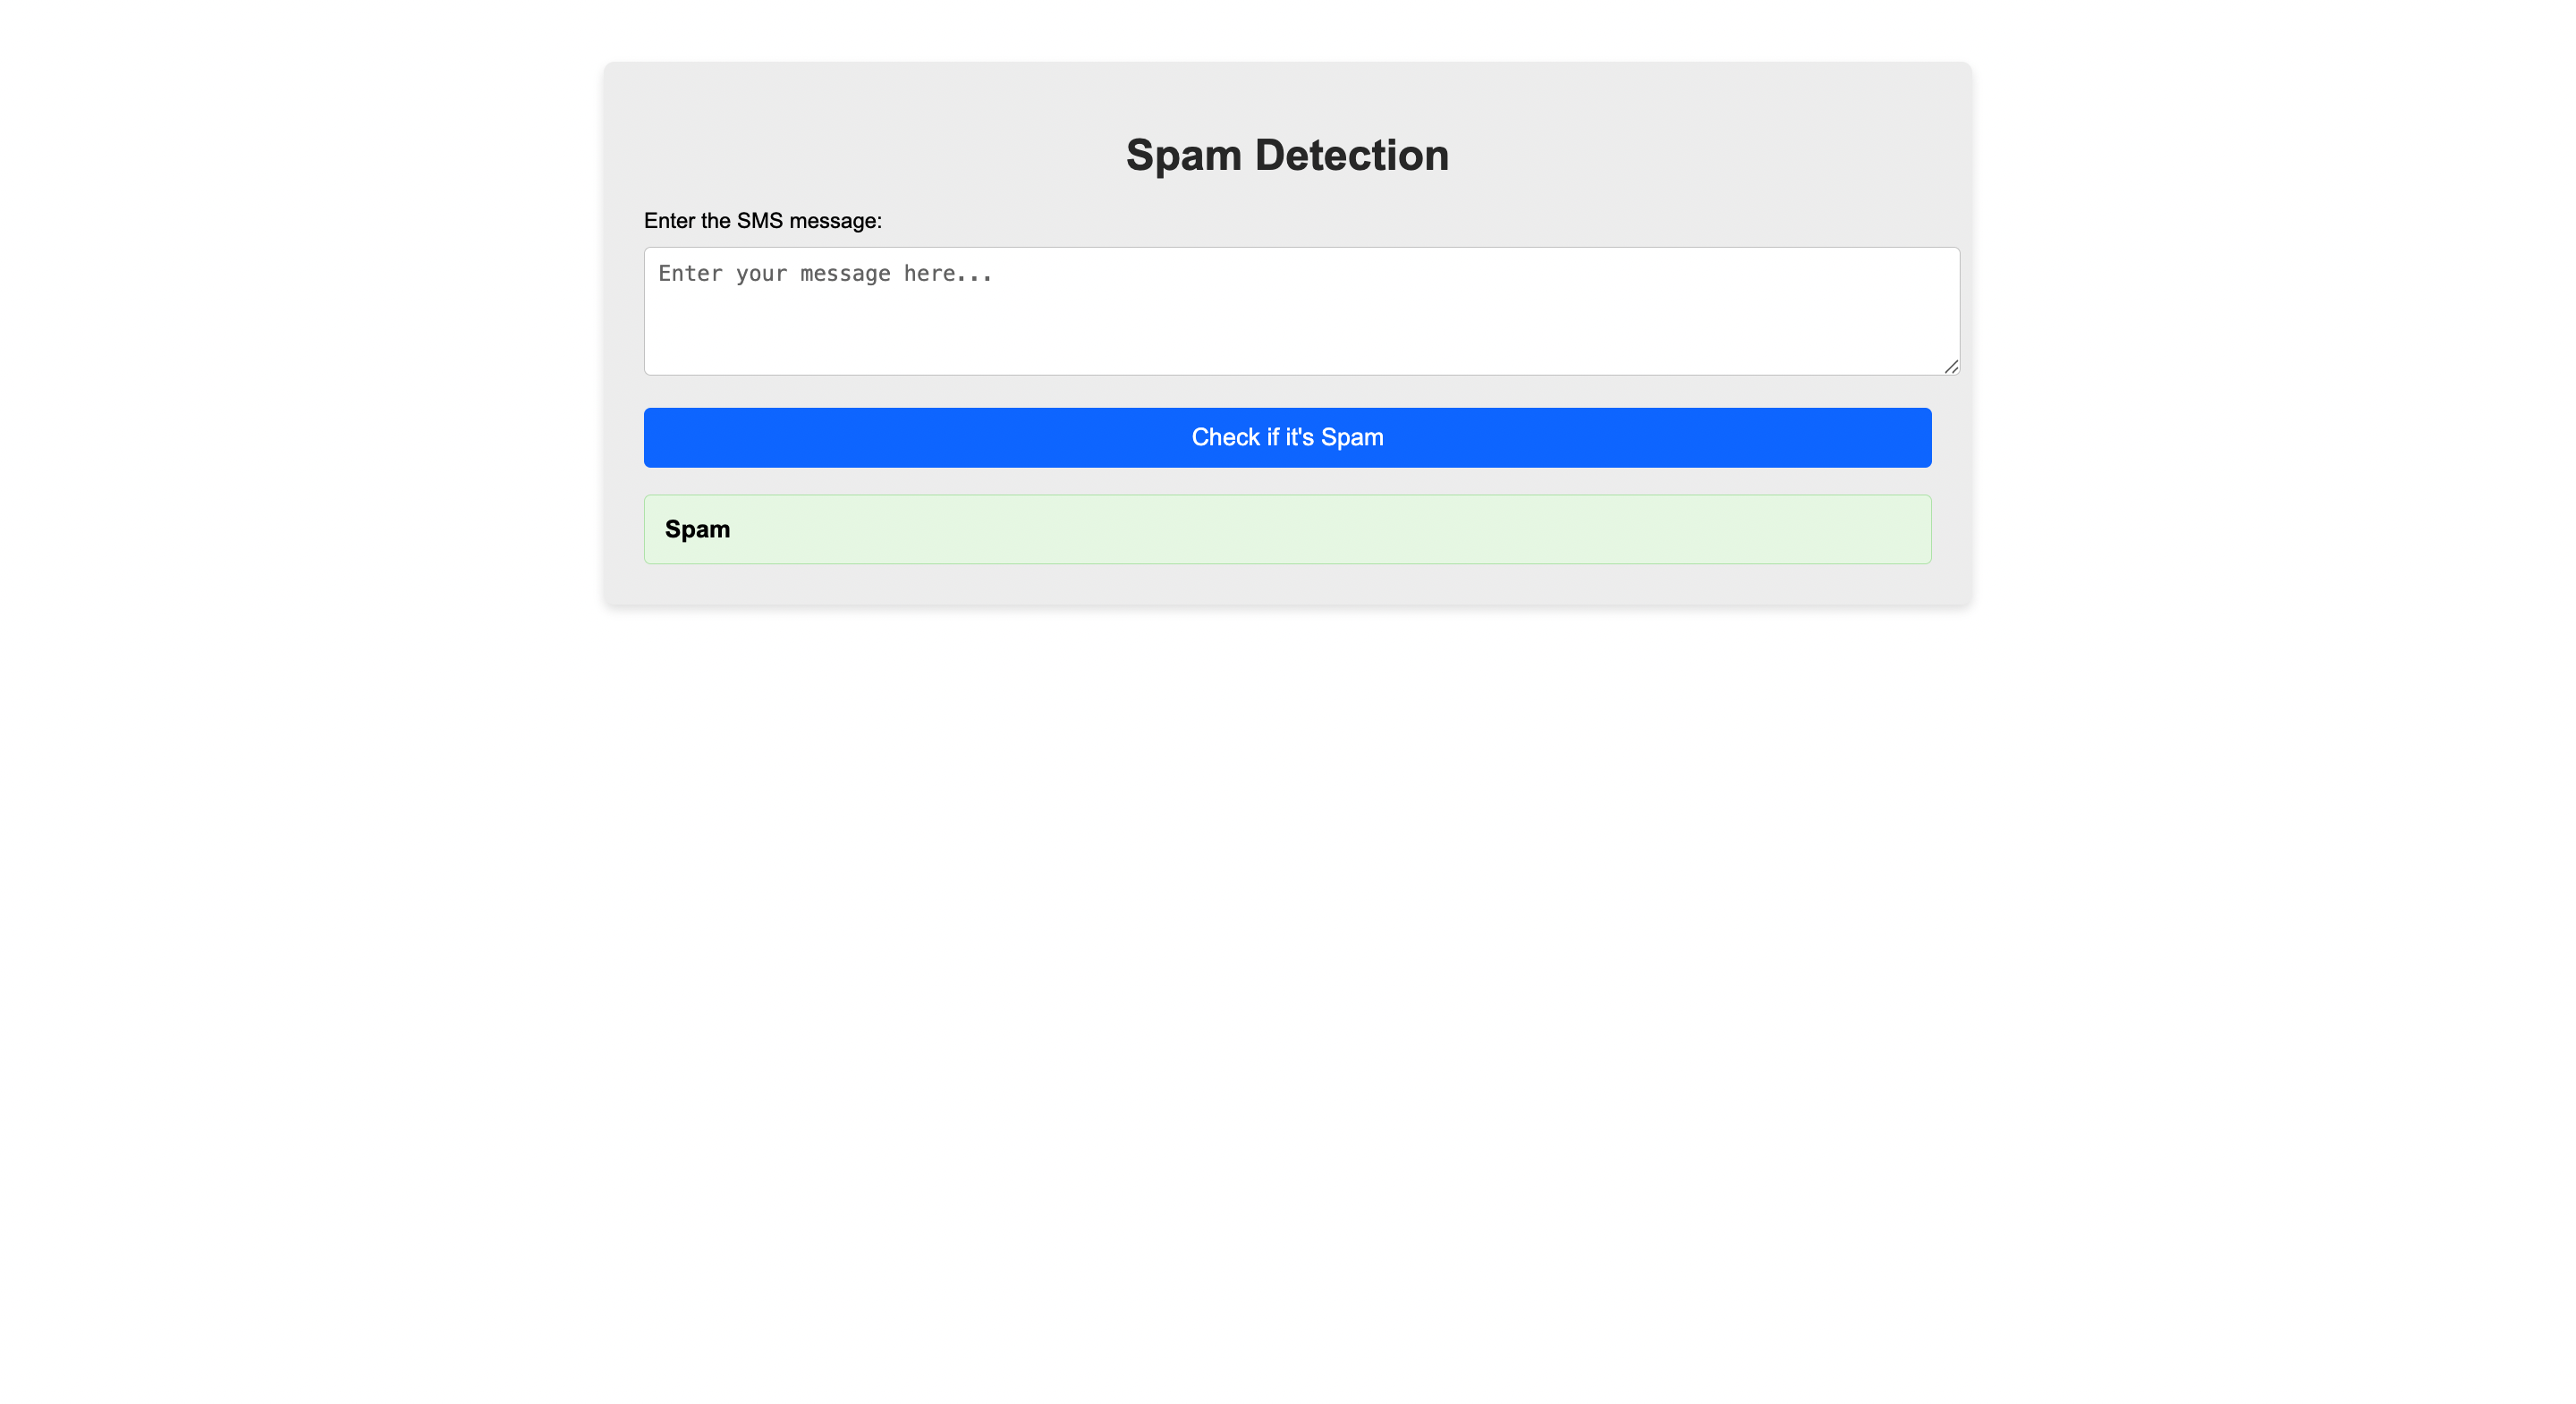 Spam Detection
Enter the SMS message:
Enter your message here...
Check if it's Spam
Spam